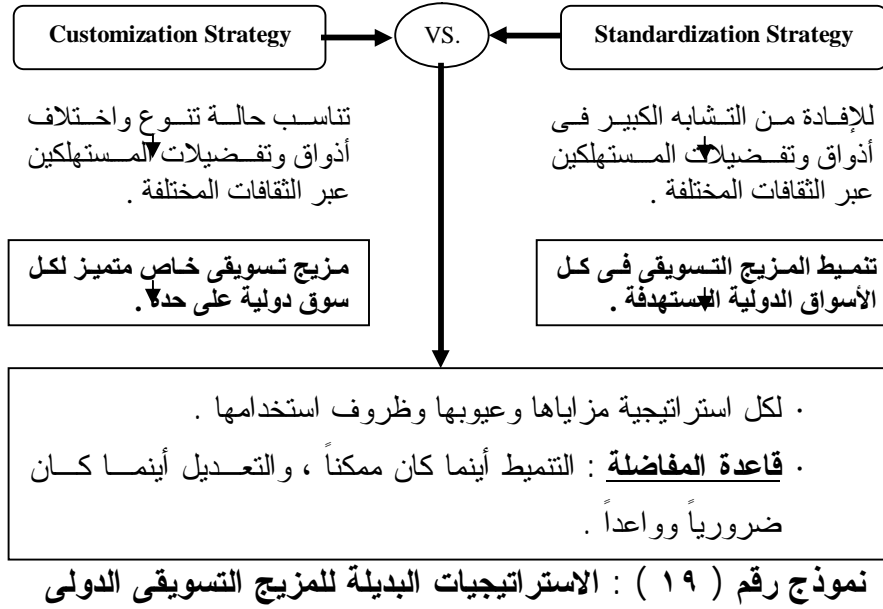 Customization Strategy
VS.
Standardization Strategy
للإفادة من التشابه الكبير فى
أذواق وتفضيلات المستهلكين
عبر الثقافات المختلفة .
تناسب حالة تنوع واختلاف
أذواق وتفضيلات المستهلكين
عبر الثقافات المختلفة .
تنميط المزيج التسويقى فى كل
الأسواق الدولية المستهدفة .
مزيج تسويقى خاص متميز لكل
سوق دولية على حدة .
· لكل استراتيجية مزاياها وعيوبها وظروف استخدامها .
· قاعدة المفاضلة : التنميط أينما كان ممكناً ، والتعديل أينما كان
ضرورياً وواعداً .
نموذج رقم ( ١٩ ) : الاستراتيجيات البديلة للمزيج التسويقى الدولى